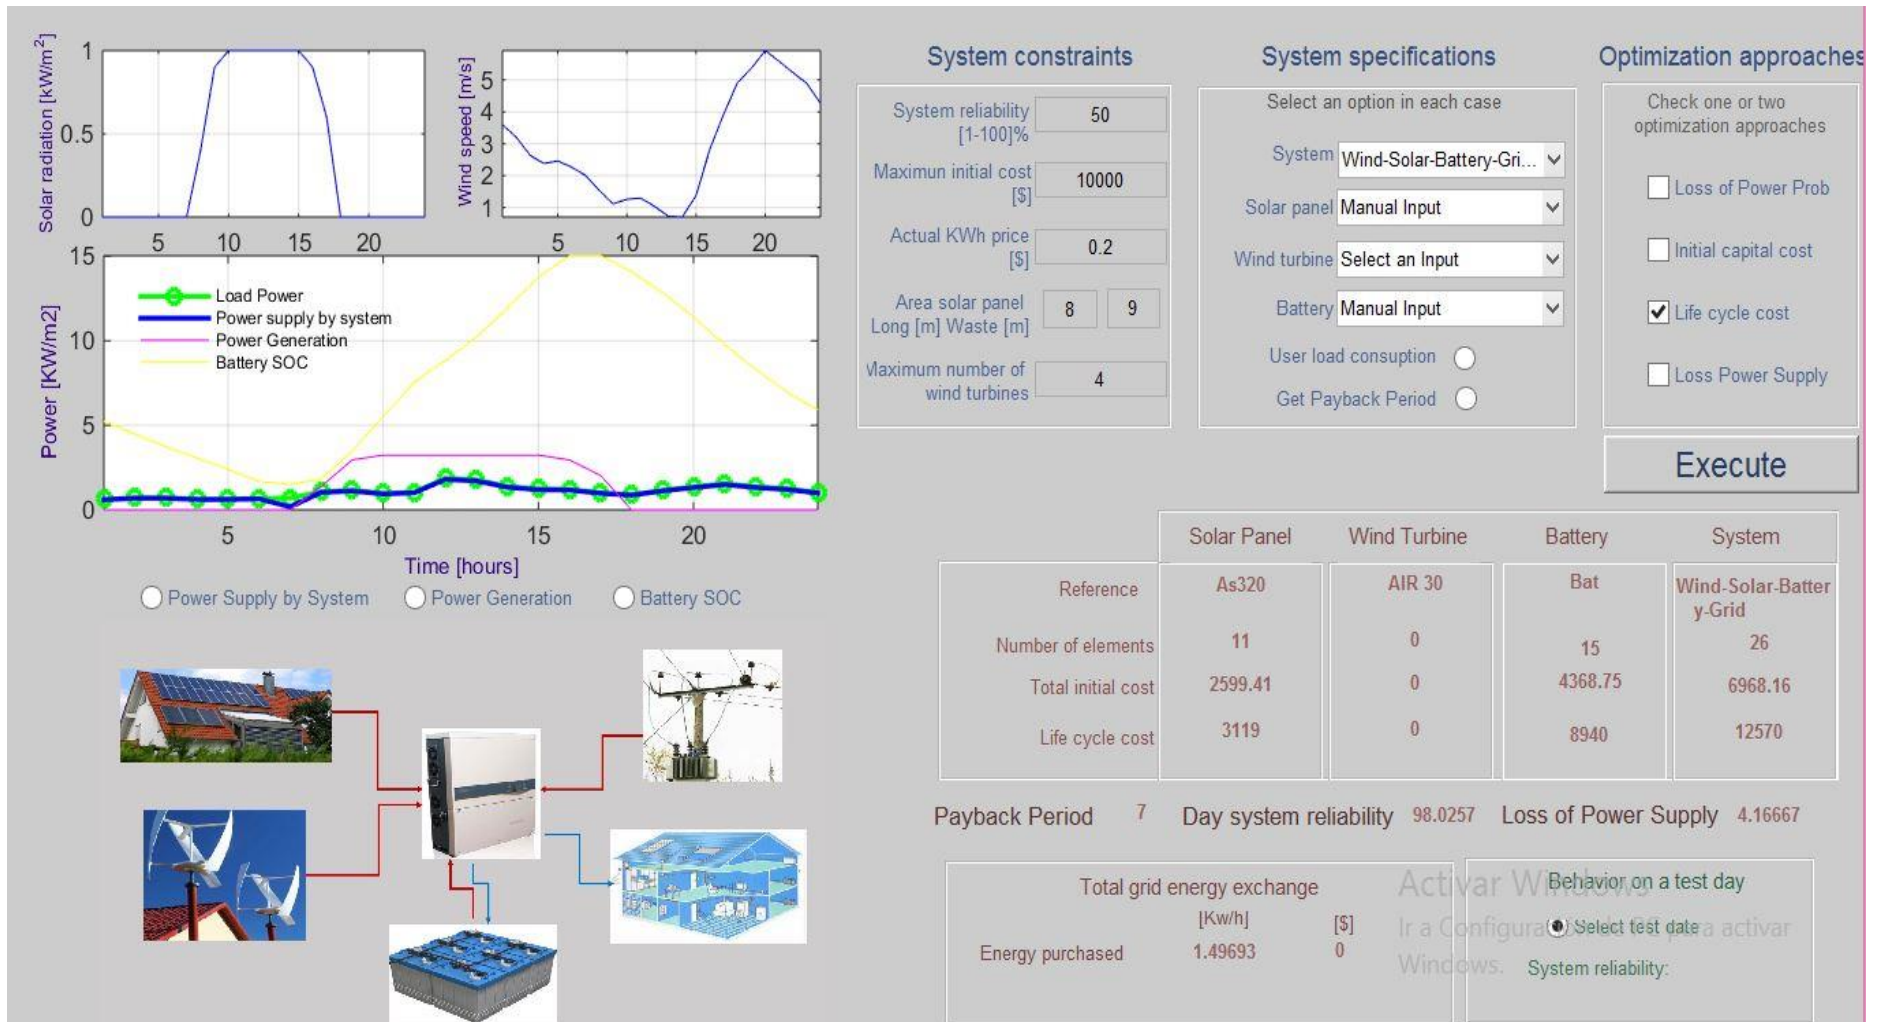 Solar radiation [kW/m²]
1
0.5
0
5 10 15 20
Wind speed [m/s]
5
4
3
2
1
5 10 15 20
Power [KW/m2]
15
10
5
0
Load Power
Power supply by system
Power Generation
Battery SOC
5 10 15 20
Time [hours]
Power Supply by System Power Generation Battery SOC
System constraints
System reliability
[1-100]%
50
Maximun initial cost
[$]
10000
Actual KWh price
[$]
0.2
Area solar panel
Long [m] Waste [m]
8 9
Maximum number of
wind turbines
4
System specifications
Select an option in each case
System Wind-Solar-Battery-Gri...
Solar panel Manual Input
Wind turbine Select an Input
Battery Manual Input
User load consuption
Get Payback Period
Optimization approaches
Check one or two
optimization approaches
Loss of Power Prob
Initial capital cost
Life cycle cost
Loss Power Supply
Execute
Solar Panel Wind Turbine Battery System
Reference As320 AIR 30 Bat Wind-Solar-Batter
y-Grid
Number of elements 11 0 15 26
Total initial cost 2599.41 0 4368.75 6968.16
Life cycle cost 3119 0 8940 12570
Payback Period 7 Day system reliability 98.0257 Loss of Power Supply 4.16667
Total grid energy exchange
[Kw/h] [$]
Energy purchased 1.49693 0
Behavior on a test day
Select test date
System reliability:
Activar Windows
Ir a Configuración de PC para activar
Windows.